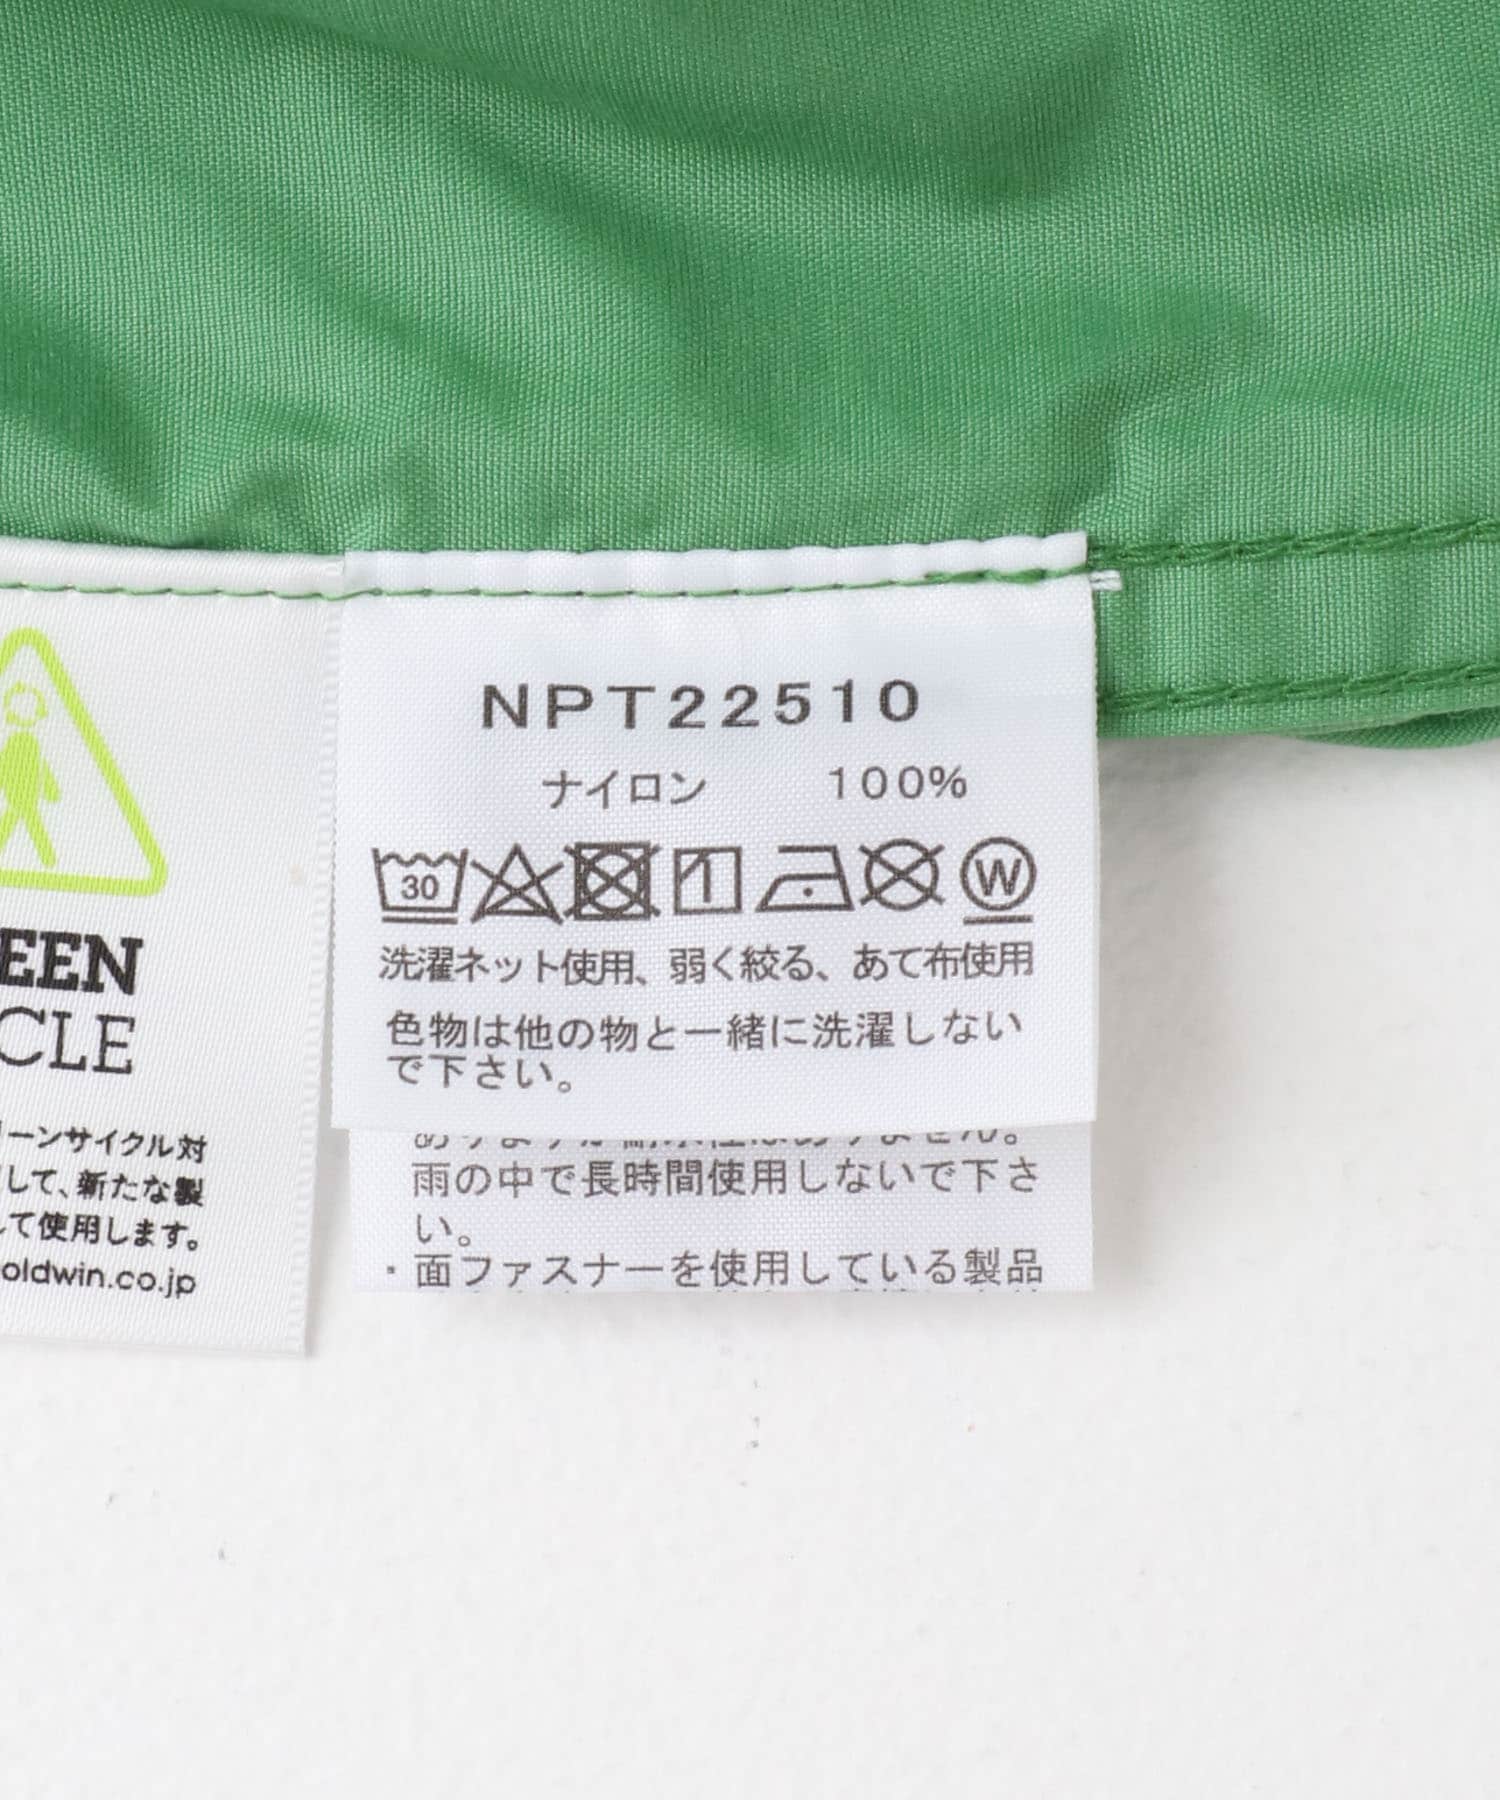 NPT22510
ナイロン 100%
30
W
洗濯ネット使用、弱く絞る、あて布使用
色物は他の物と一緒に洗濯しない
で下さい。
雨の中で長時間使用しないで下さ
い。
・面ファスナーを使用している製品
EEN
CLE
リーンサイクル対
して、新たな製
て使用します。
oldwin.co.jp